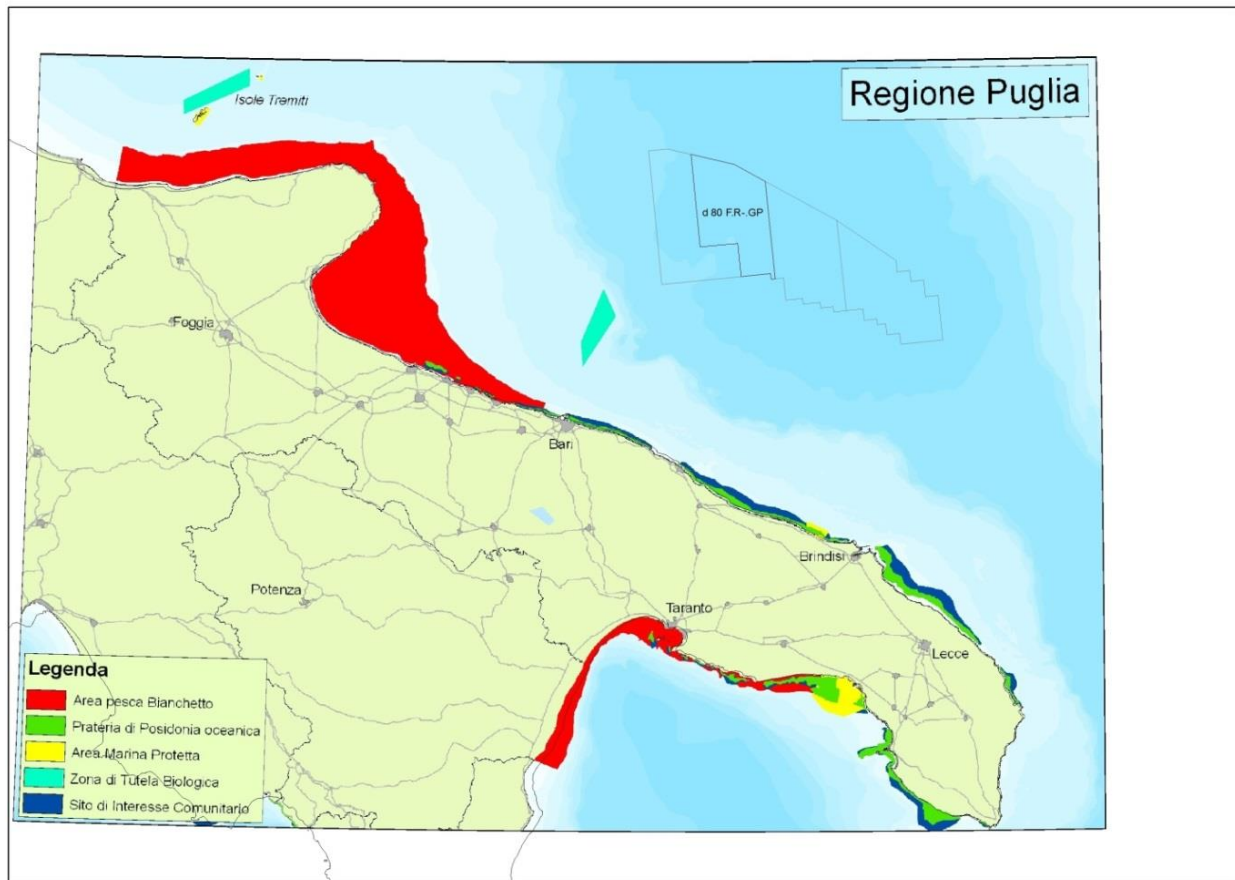 Regione Puglia
Isole Tremiti
d 80 F.R-.GP
Foggia
Bari
Brindisi
Potenza
Taranto
Lecce
Legenda
Area pesca Bianchetto
Prateria di Posidonia oceanica
Area Marina Protetta
Zona di Tutela Biologica
Sito di Interesse Comunitario